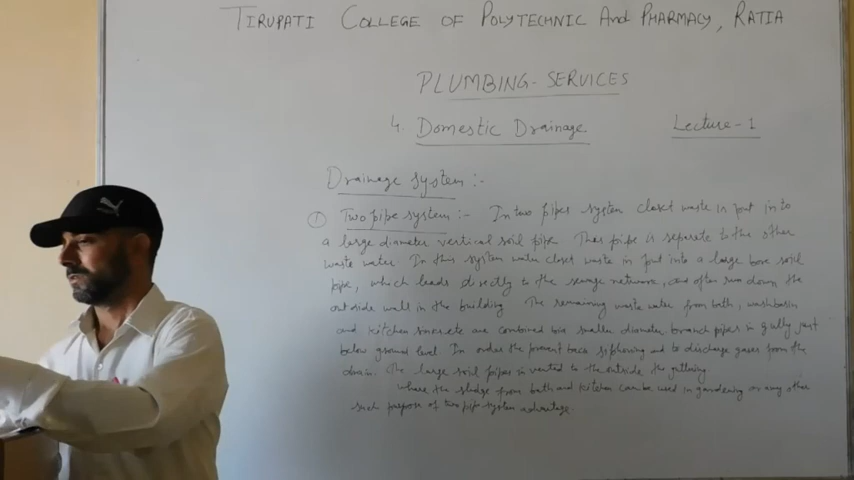 TIRUPATI COLLEGE OF POLYTECHNIC And PHARMACY, RATIA
PLUMBING-SERVICES
4. Domestic Drainage Lecture-1
Drainage System :-
① Two pipe system :- In two pipes system closet waste is put in to
a large diameter vertical soil pipe. This pipe is separate to the other
waste water. In this system water closet waste is put into a large bore soil
pipe, which leads directly to the sewage network, and often run down the
outside walls in the building. The remaining waste water from bath, washbasin
and kitchen are combined via smaller diameter branch pipes in gully just
below ground level. In order the prevent back siphoning and to discharge gases from the
drain. The large soil pipes is vented to the outside the guttering.
where the sludge from bath and kitchen can be used in gardening or any other
such purpose of two pipe system advantage.